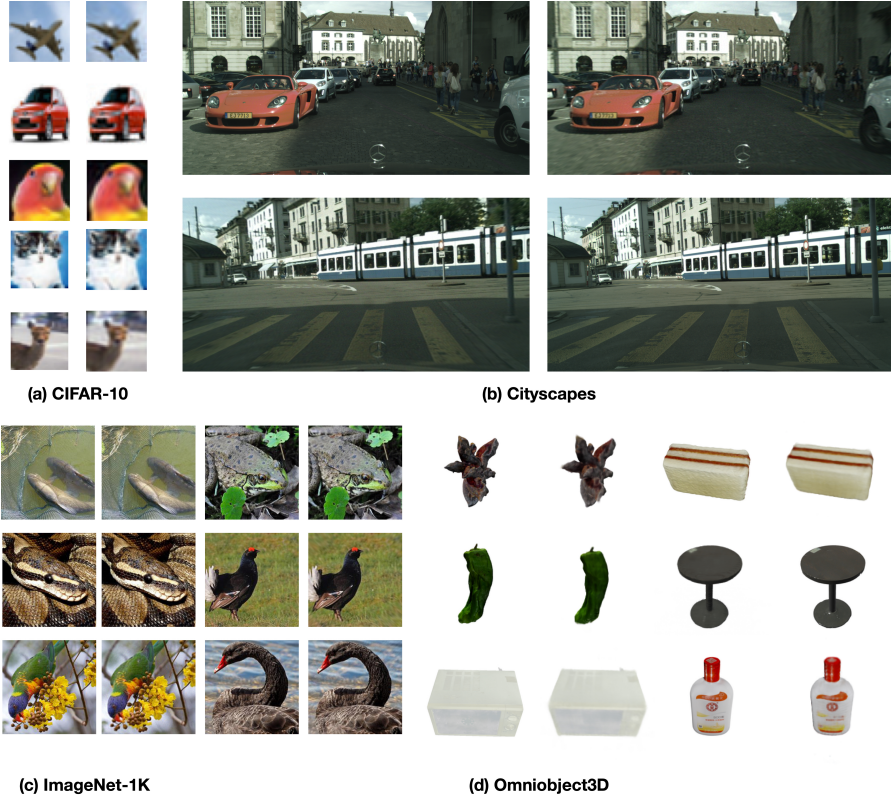 (a) CIFAR-10
(b) Cityscapes
(c) ImageNet-1K
(d) Omniobject3D